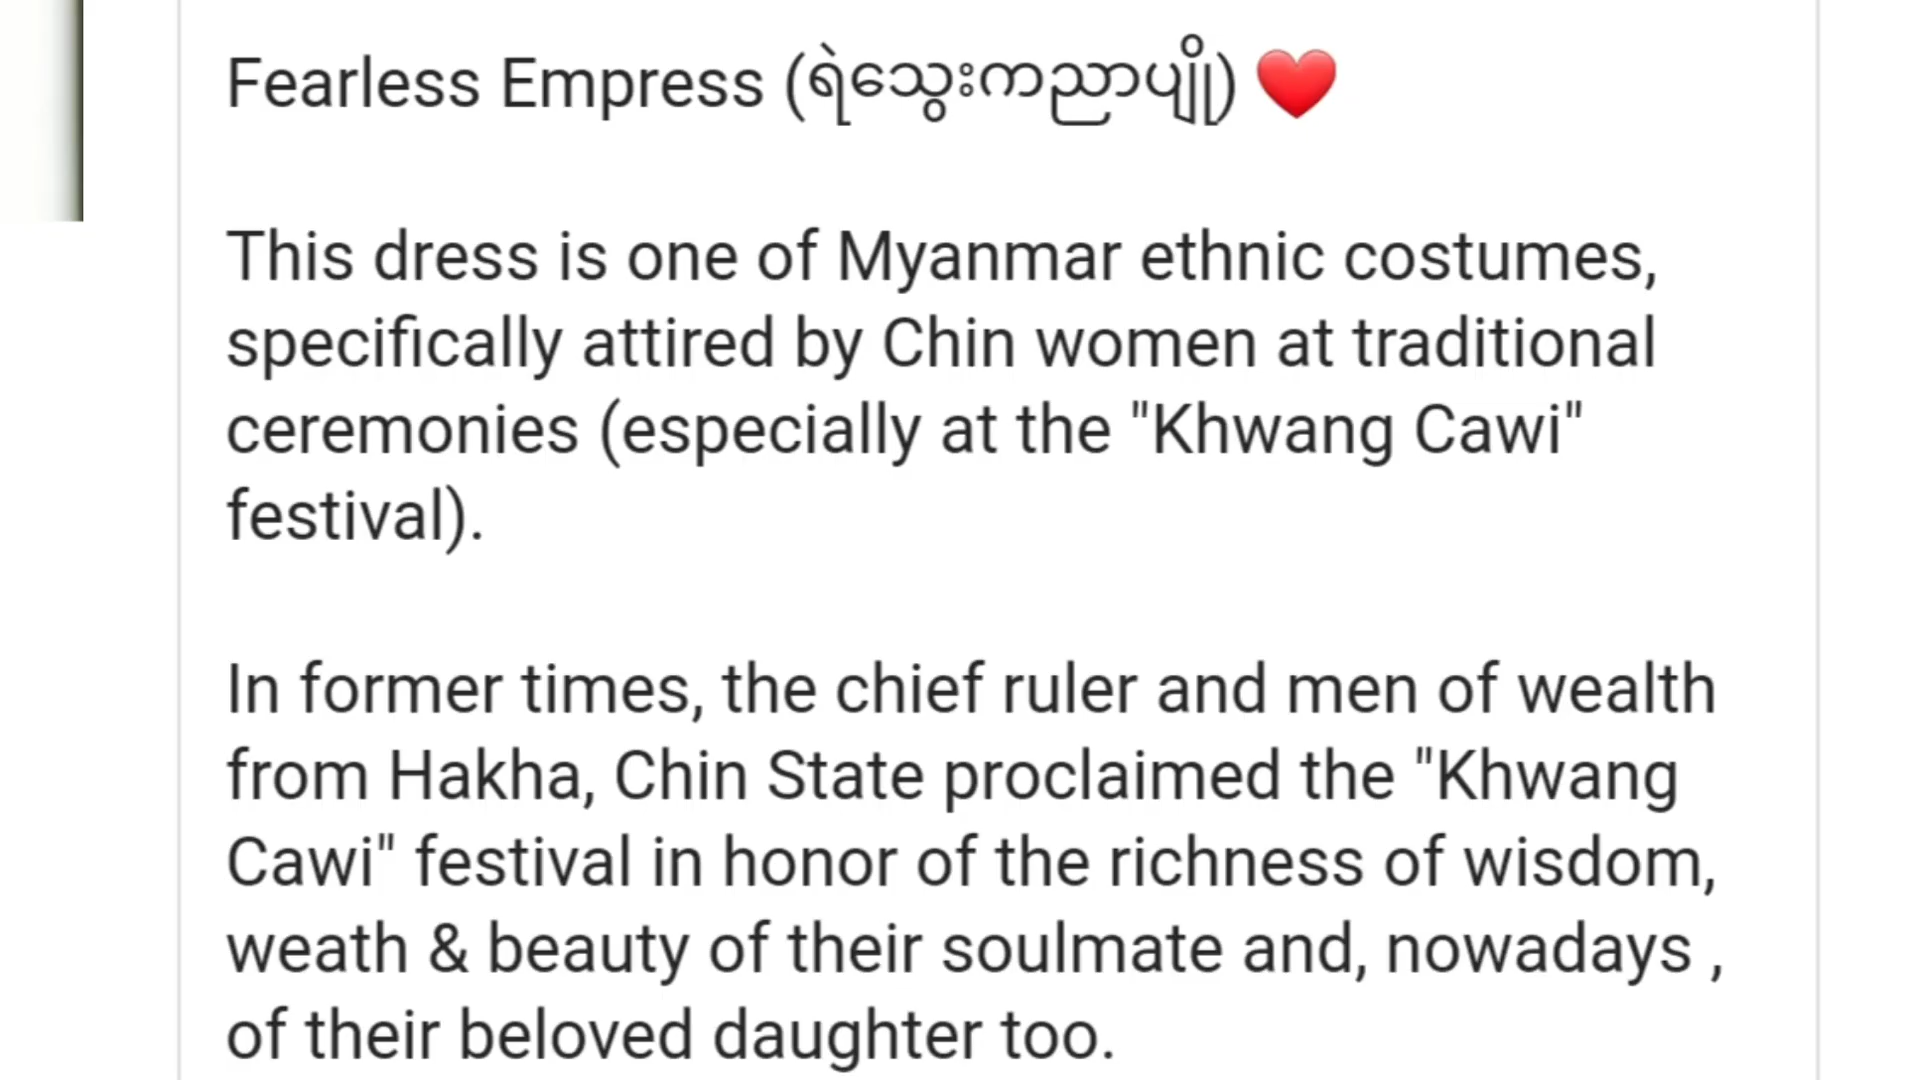 Fearless Empress (ရဲသွေးကညာပျို) ❤️
This dress is one of Myanmar ethnic costumes,
specifically attired by Chin women at traditional
ceremonies (especially at the "Khwang Cawi"
festival).
In former times, the chief ruler and men of wealth
from Hakha, Chin State proclaimed the "Khwang
Cawi" festival in honor of the richness of wisdom,
weath & beauty of their soulmate and, nowadays ,
of their beloved daughter too.